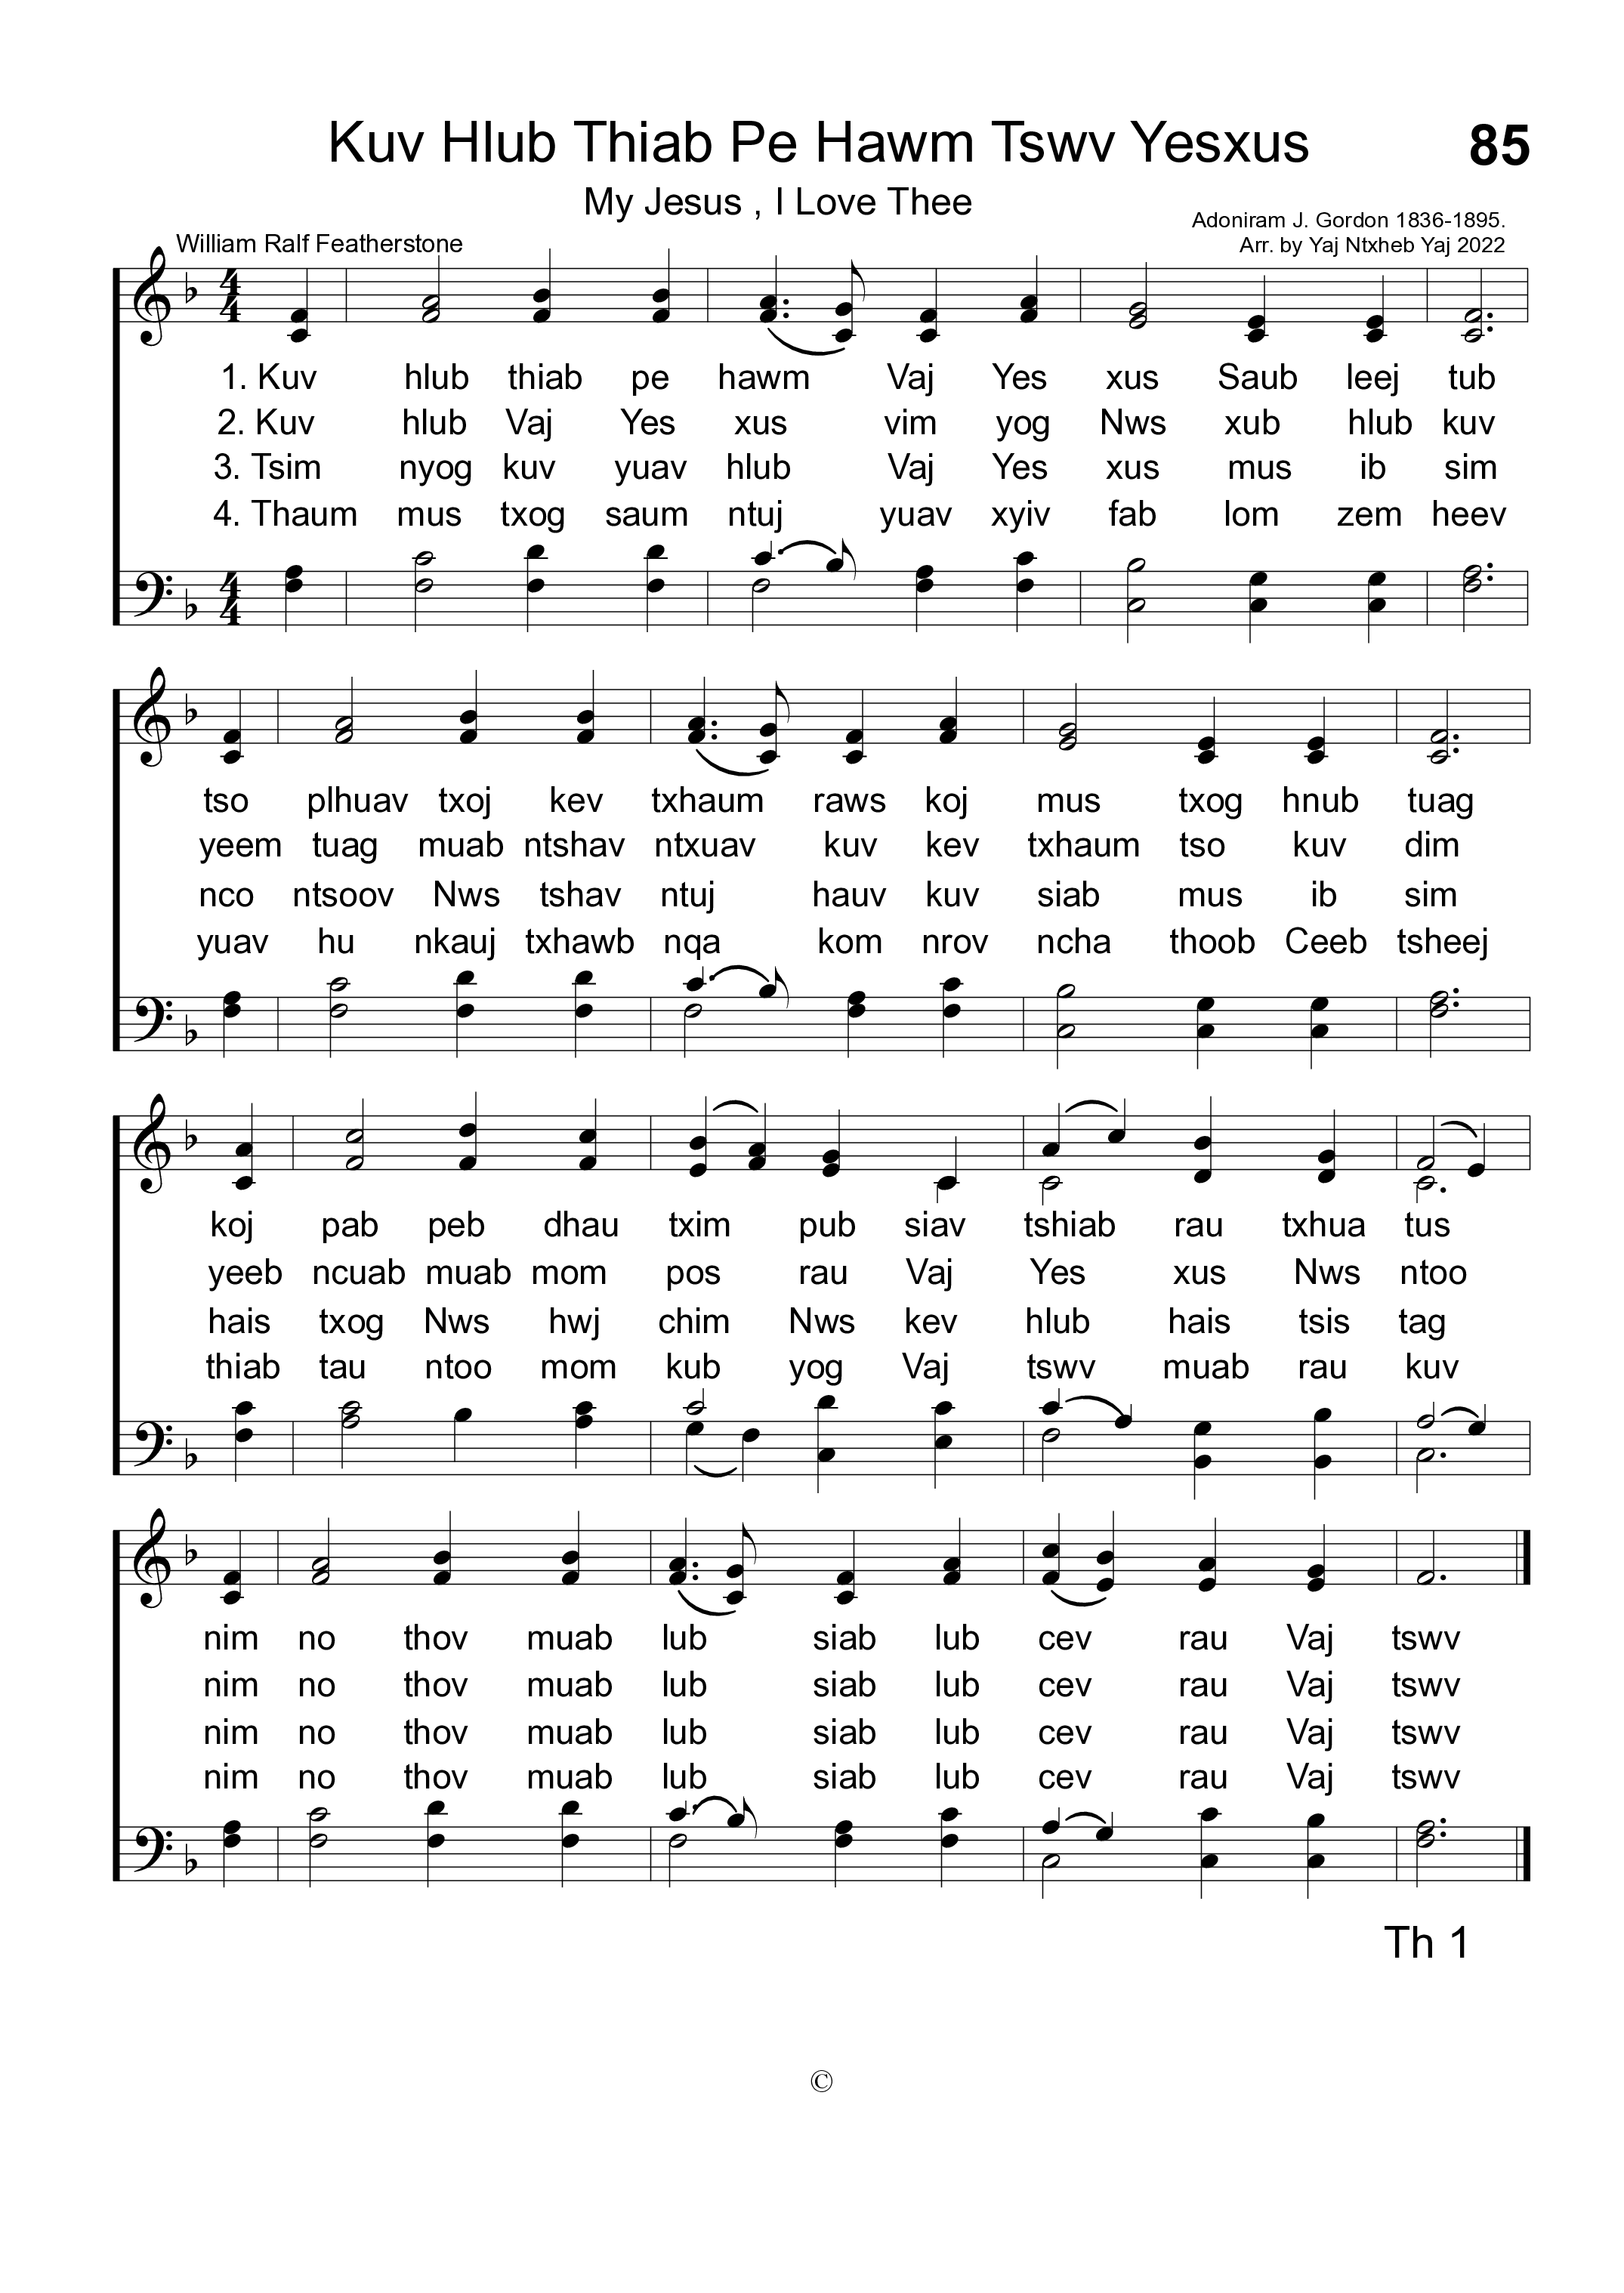 Kuv Hlub Thiab Pe Hawm Tswv Yesxus
85
My Jesus , I Love Thee
Adoniram J. Gordon 1836-1895.
William Ralf Featherstone
Arr. by Yaj Ntxheb Yaj 2022
1. Kuv hlub thiab pe hawm Vaj Yes xus Saub leej tub
2. Kuv hlub Vaj Yes xus vim yog Nws xub hlub kuv
3. Tsim nyog kuv yuav hlub Vaj Yes xus mus ib sim
4. Thaum mus txog saum ntuj yuav xyiv fab lom zem heev
tso plhuav txoj kev txhaum raws koj mus txog hnub tuag
yeem tuag muab ntshav ntxuav kuv kev txhaum tso kuv dim
nco ntsoov Nws tshav ntuj hauv kuv siab mus ib sim
yuav hu nkauj txhawb nqa kom nrov ncha thoob Ceeb tsheej
koj pab peb dhau txim pub siav tshiab rau txhua tus
yeeb ncuab muab mom pos rau Vaj Yes xus Nws ntoo
hais txog Nws hwj chim Nws kev hlub hais tsis tag
thiab tau ntoo mom kub yog Vaj tswv muab rau kuv
nim no thov muab lub siab lub cev rau Vaj tswv
nim no thov muab lub siab lub cev rau Vaj tswv
nim no thov muab lub siab lub cev rau Vaj tswv
nim no thov muab lub siab lub cev rau Vaj tswv
Th 1
©